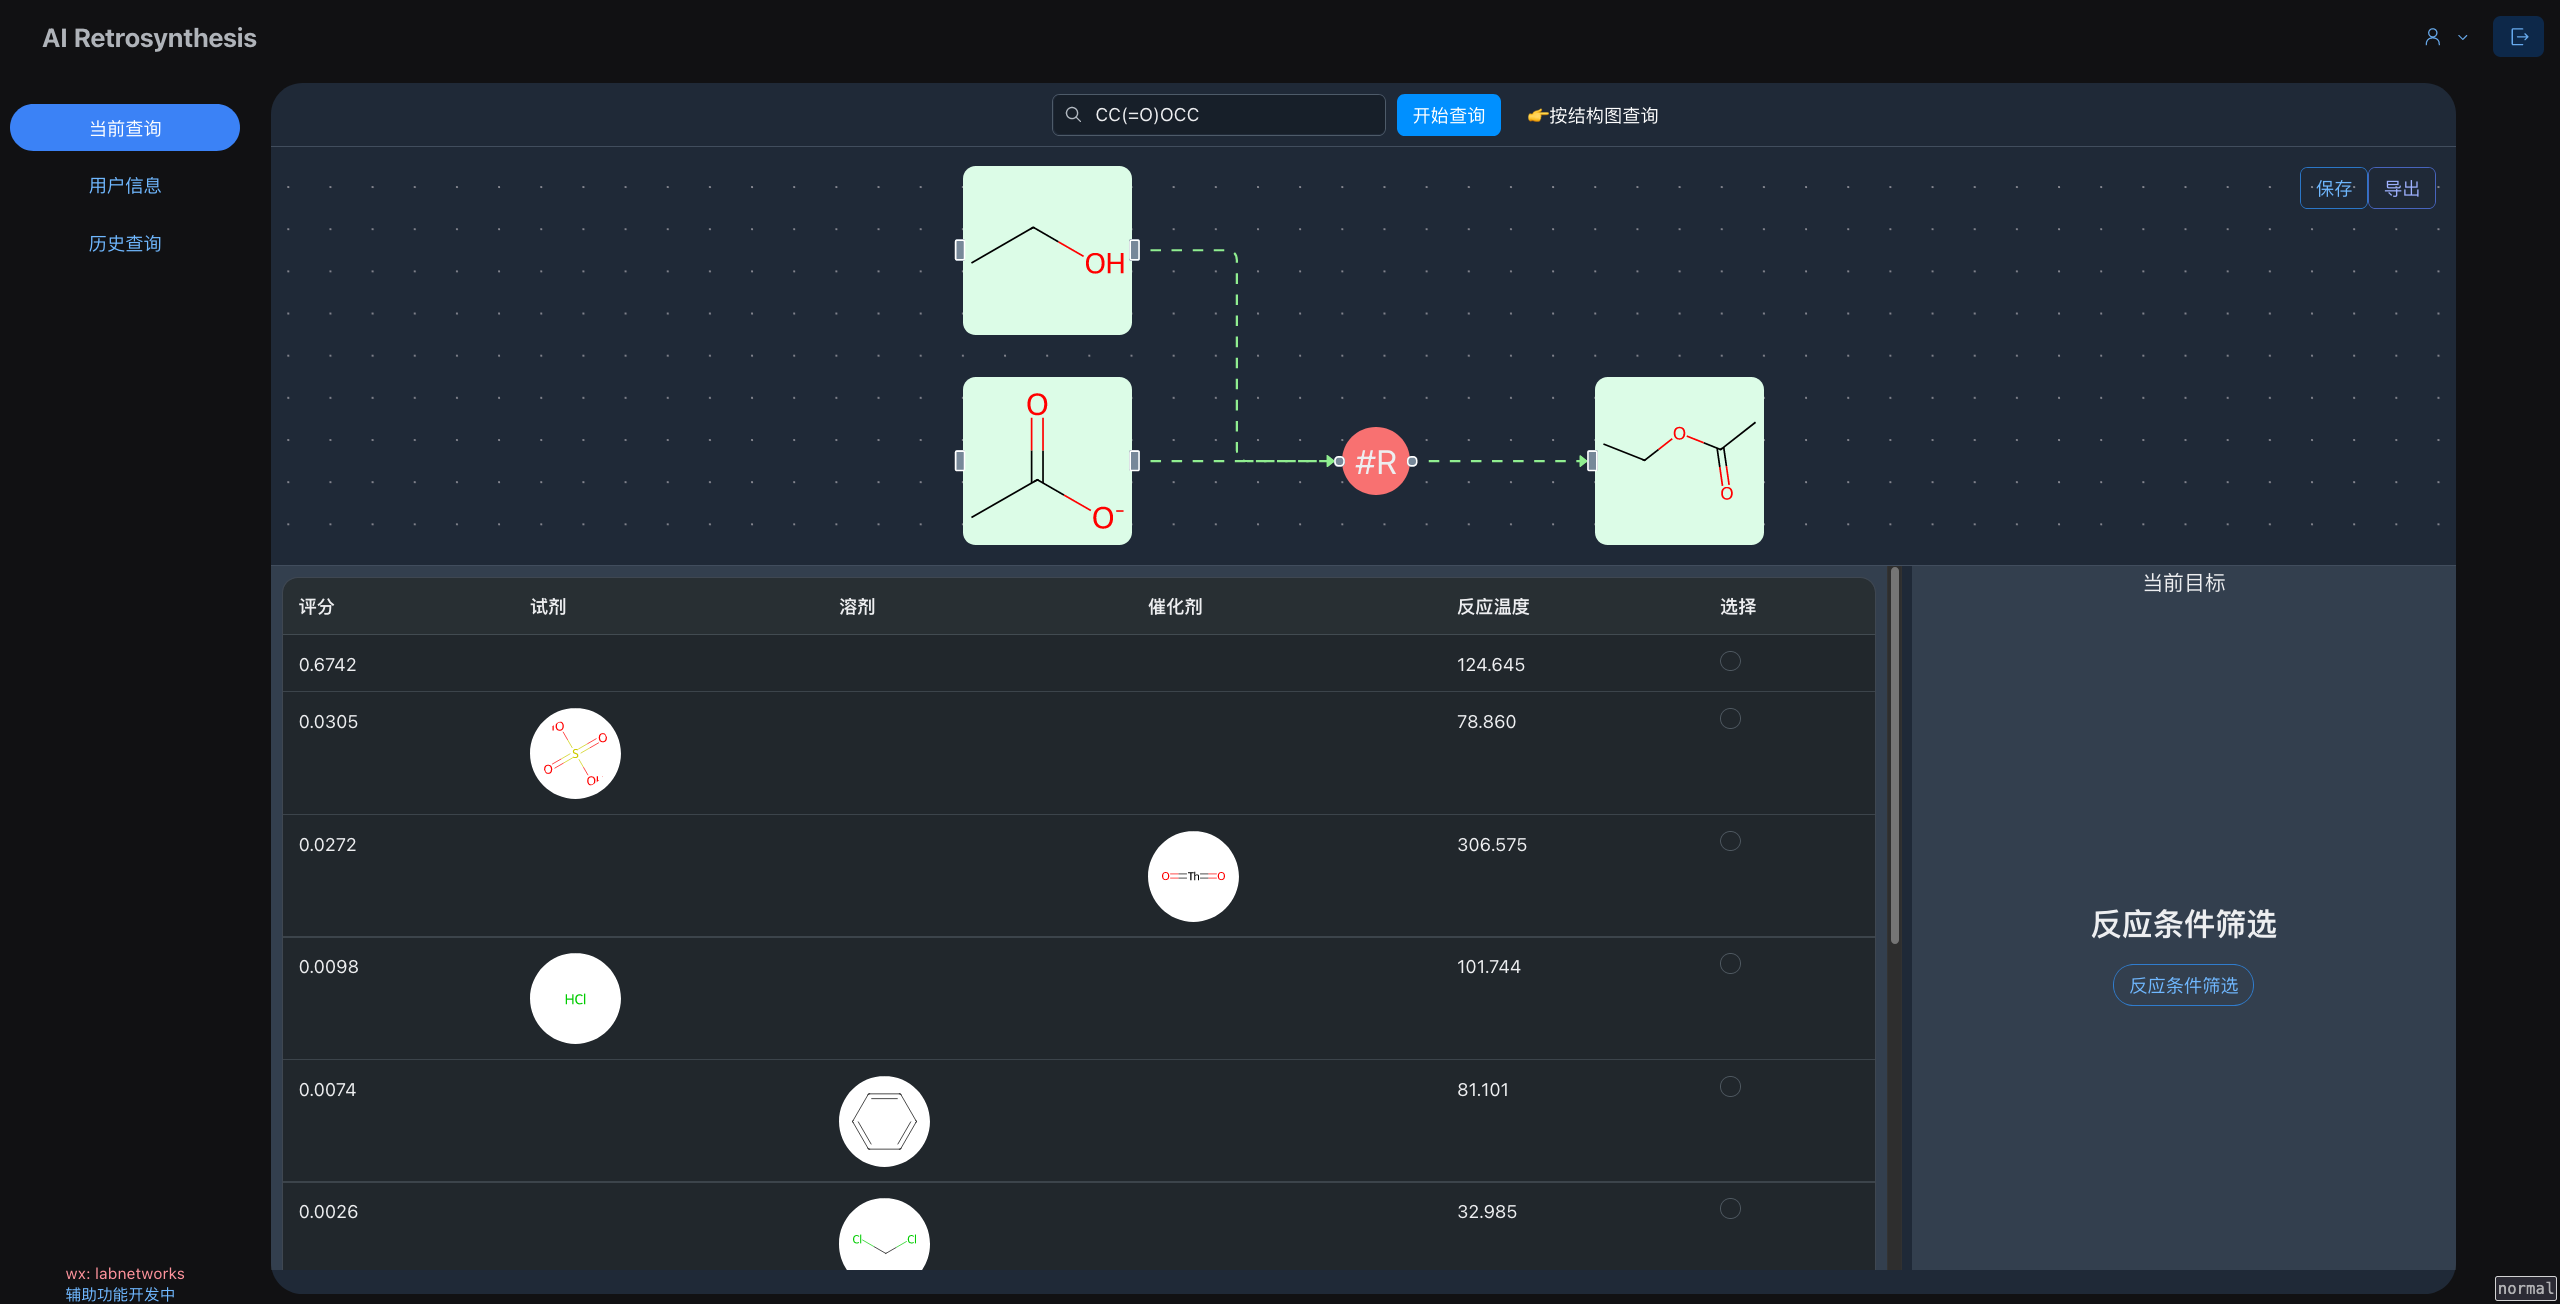 AI Retrosynthesis
当前查询
用户信息
历史查询
CC(=O)OCC
开始查询
👉按结构图查询
保存
导出
OH
O
O⁻
#R
O
O
评分 试剂 溶剂 催化剂 反应温度 选择
0.6742 124.645
0.0305 78.860
O
O
S
O
O
0.0272 306.575
O Th O
0.0098 101.744
HCl
0.0074 81.101
0.0026 32.985
Cl Cl
当前目标
反应条件筛选
反应条件筛选
wx: labnetworks
辅助功能开发中
normal